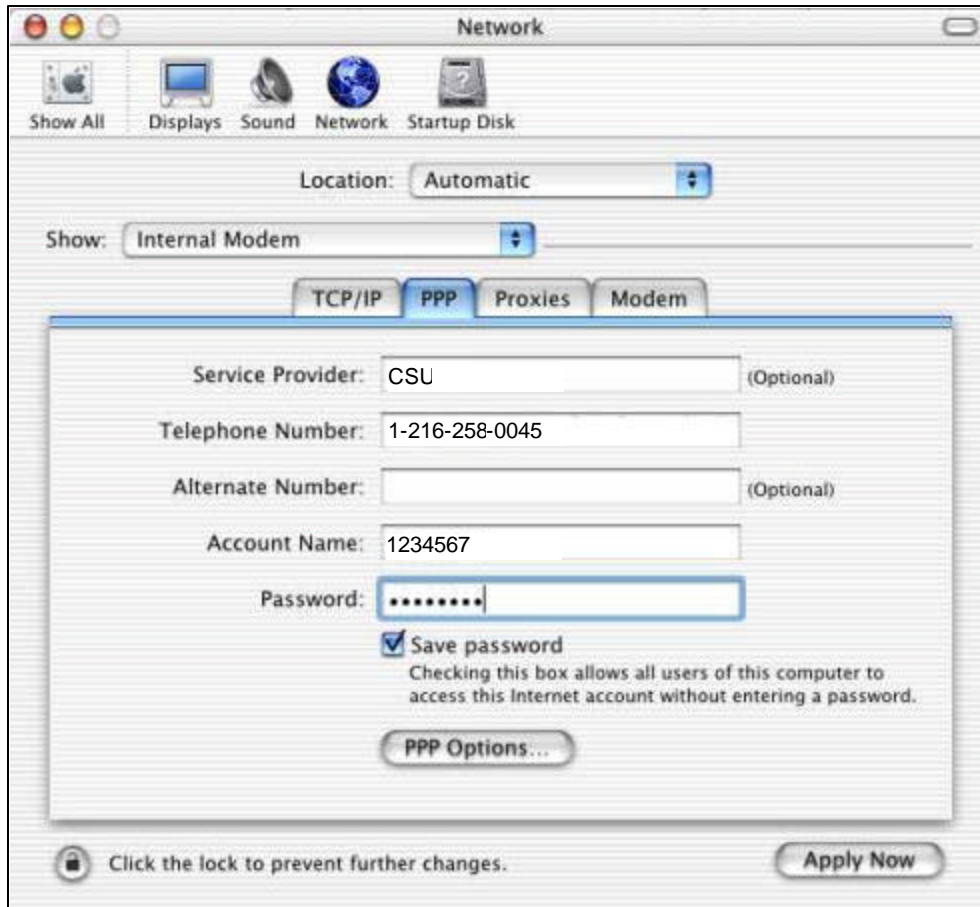 Network
Show All Displays Sound Network Startup Disk
Location: Automatic
Show: Internal Modem
TCP/IP PPP Proxies Modem
Service Provider: CSU (Optional)
Telephone Number: 1-216-258-0045
Alternate Number: (Optional)
Account Name: 1234567
Password: ••••••••
Save password
Checking this box allows all users of this computer to
access this Internet account without entering a password.
PPP Options...
Click the lock to prevent further changes.
Apply Now